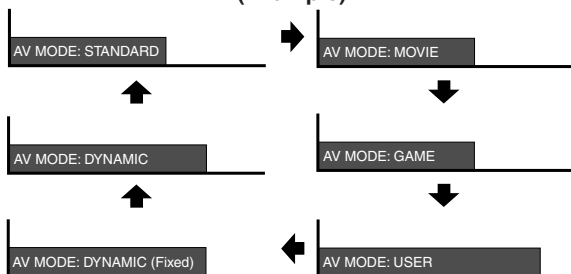 AV MODE: STANDARD
AV MODE: MOVIE
AV MODE: DYNAMIC
AV MODE: GAME
AV MODE: DYNAMIC (Fixed)
AV MODE: USER